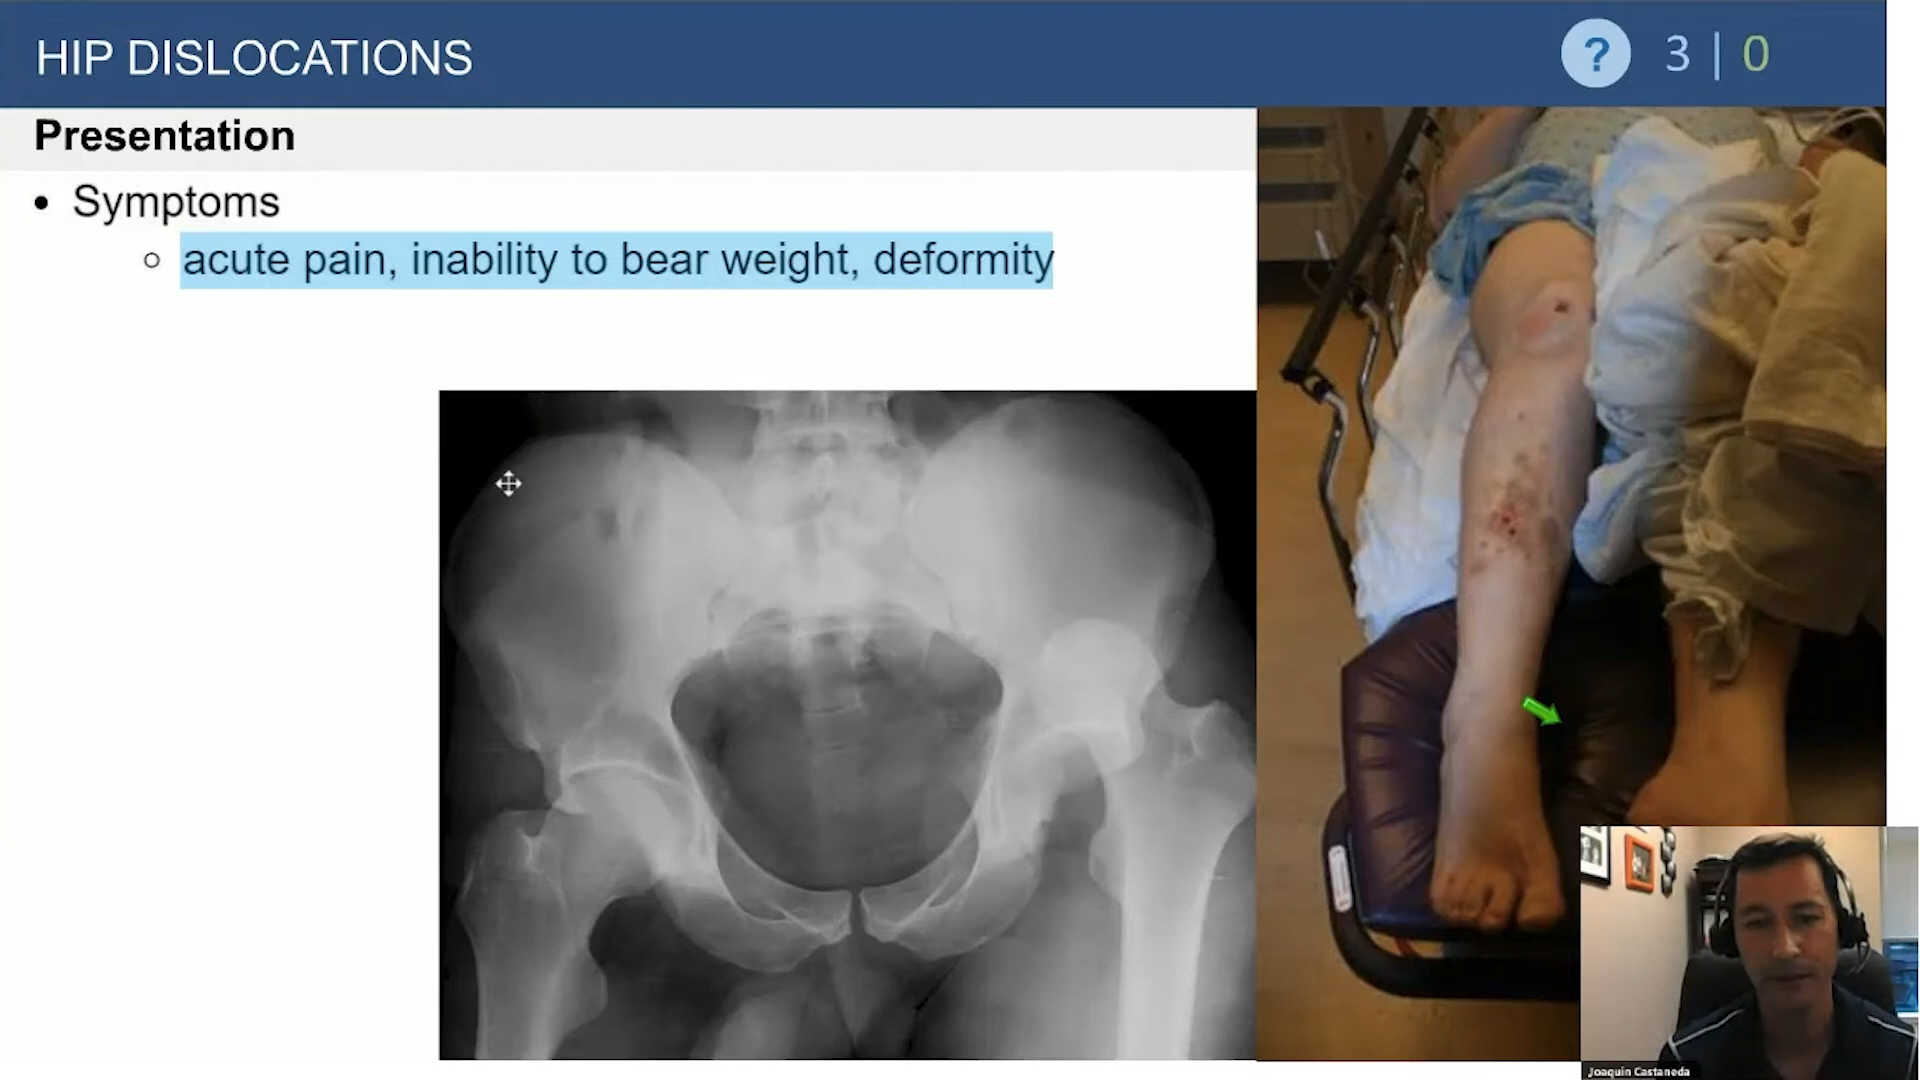 HIP DISLOCATIONS
? 3 | 0
Presentation
• Symptoms
○ acute pain, inability to bear weight, deformity
Joaquin Castaneda